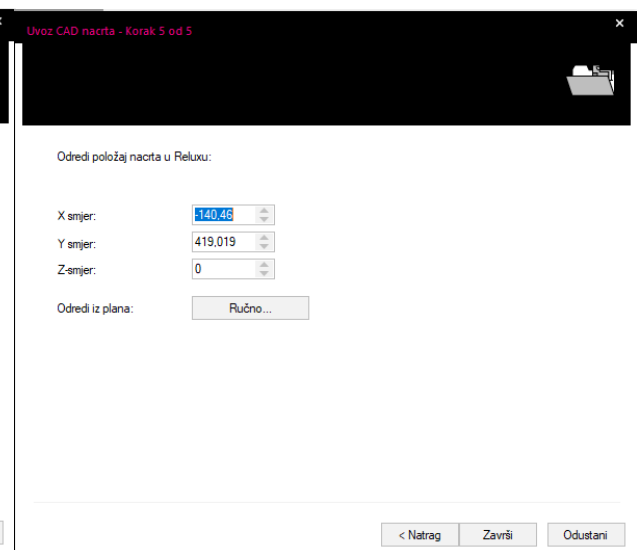 Uvoz CAD nacrta - Korak 5 od 5
Odredi položaj nacrta u Reluxu:
X smjer: -140,46
Y smjer: 419,019
Z-smjer: 0
Odredi iz plana: Ručno...
< Natrag Završi Odustani